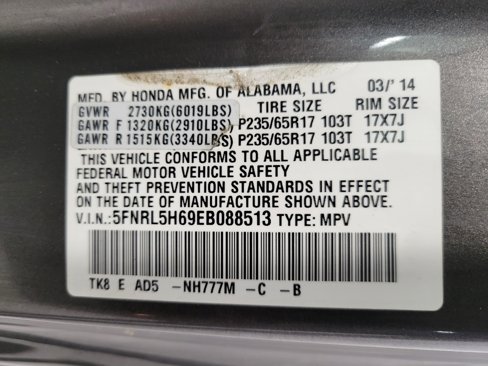 MFD. BY HONDA MFG. OF ALABAMA, LLC 03/'14
GVWR 2730KG(6019LBS) TIRE SIZE RIM SIZE
GAWR F 1320KG(2910LBS) P235/65R17 103T 17X7J
GAWR R 1515KG(3340LBS) P235/65R17 103T 17X7J
THIS VEHICLE CONFORMS TO ALL APPLICABLE
FEDERAL MOTOR VEHICLE SAFETY
AND THEFT PREVENTION STANDARDS IN EFFECT
ON THE DATE OF MANUFACTURE SHOWN ABOVE.
V.I.N.: 5FNRL5H69EB088513 TYPE: MPV
TK8 E AD5 -NH777M -C -B